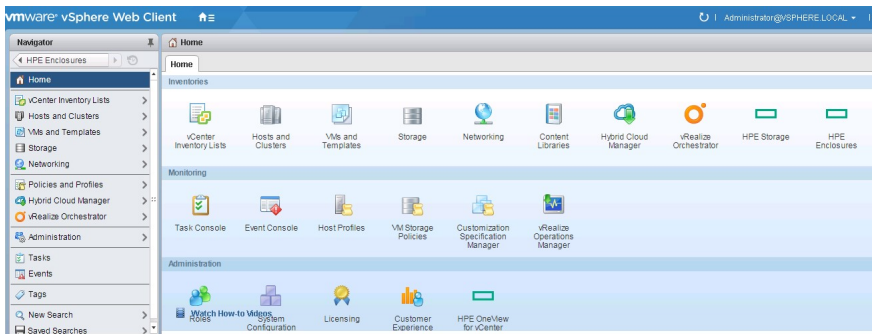 vmware® vSphere Web Client
Administrator@VSPHERE.LOCAL
Navigator
Home
HPE Enclosures
Home
Home
Inventories
vCenter Inventory Lists
Hosts and Clusters
VMs and Templates
Storage
Networking
Policies and Profiles
Hybrid Cloud Manager
vRealize Orchestrator
Administration
Tasks
Events
Tags
New Search
Saved Searches
vCenter
Inventory Lists
Hosts and
Clusters
VMs and
Templates
Storage
Networking
Content
Libraries
Hybrid Cloud
Manager
vRealize
Orchestrator
HPE Storage
HPE
Enclosures
Monitoring
Task Console
Event Console
Host Profiles
VM Storage
Policies
Customization
Specification
Manager
vRealize
Operations
Manager
Administration
Watch How-to Videos
Roles
System
Configuration
Licensing
Customer
Experience
HPE OneView
for vCenter